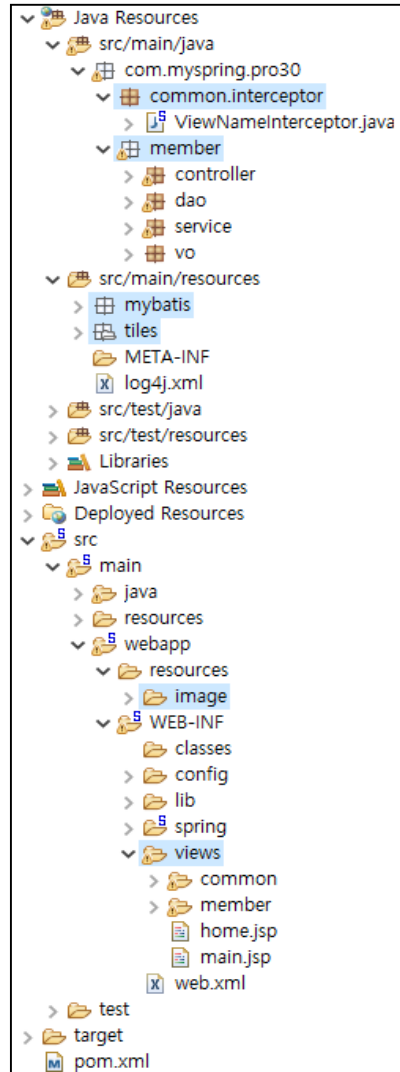 Java Resources
src/main/java
com.myspring.pro30
common.interceptor
ViewNameInterceptor.java
member
controller
dao
service
vo
src/main/resources
mybatis
tiles
META-INF
log4j.xml
src/test/java
src/test/resources
Libraries
JavaScript Resources
Deployed Resources
src
main
java
resources
webapp
resources
image
WEB-INF
classes
config
lib
spring
views
common
member
home.jsp
main.jsp
web.xml
test
target
pom.xml